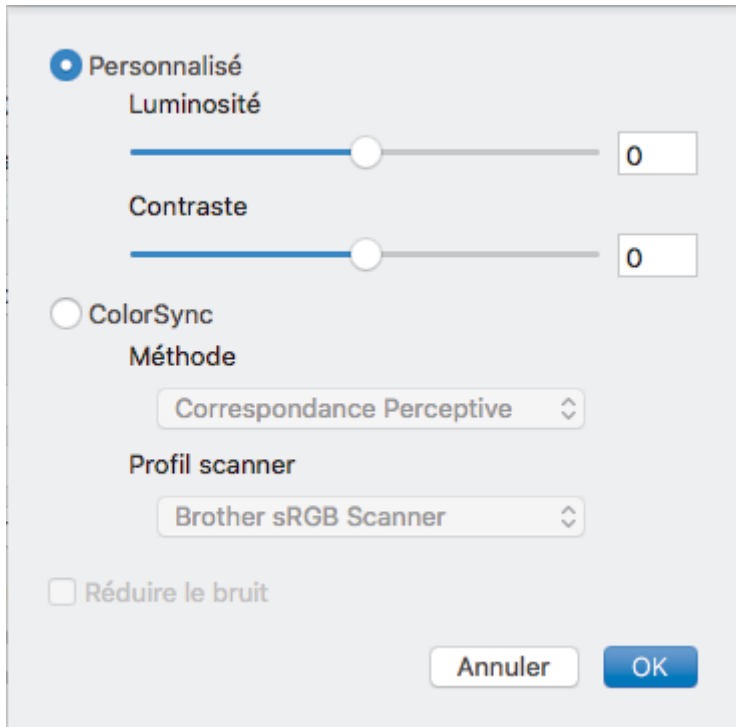 Personnalisé
Luminosité
0
Contraste
0
ColorSync
Méthode
Correspondance Perceptive
Profil scanner
Brother sRGB Scanner
Réduire le bruit
Annuler OK